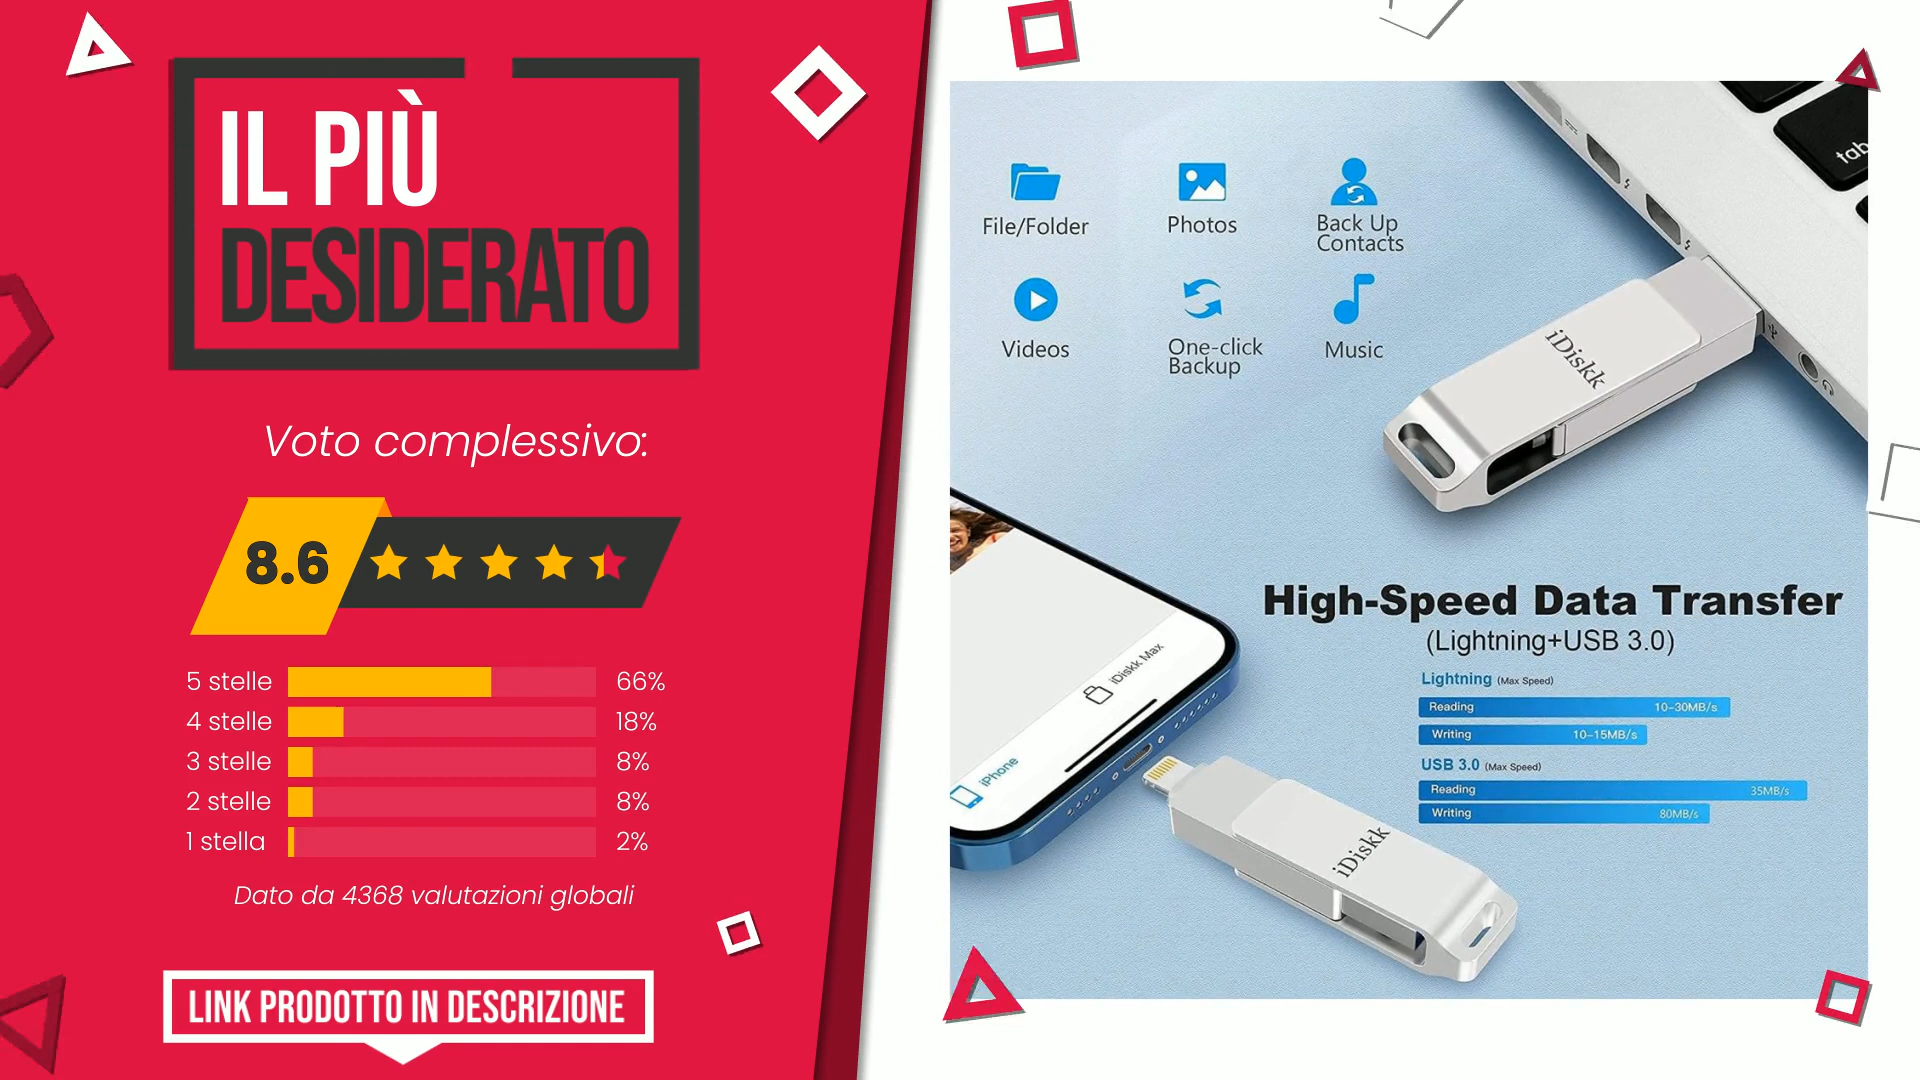 IL PIÙ
DESIDERATO
Voto complessivo:
8.6
5 stelle 66%
4 stelle 18%
3 stelle 8%
2 stelle 8%
1 stella 2%
Dato da 4368 valutazioni globali
LINK PRODOTTO IN DESCRIZIONE
tab
File/Folder
Photos
Back Up
Contacts
Videos
One-click
Backup
Music
iDiskk
High-Speed Data Transfer
(Lightning+USB 3.0)
Lightning (Max Speed)
Reading 10-30MB/s
Writing 10-15MB/s
USB 3.0 (Max Speed)
Reading 35MB/s
Writing 80MB/s
iDiskk Max
iPhone
iDiskk